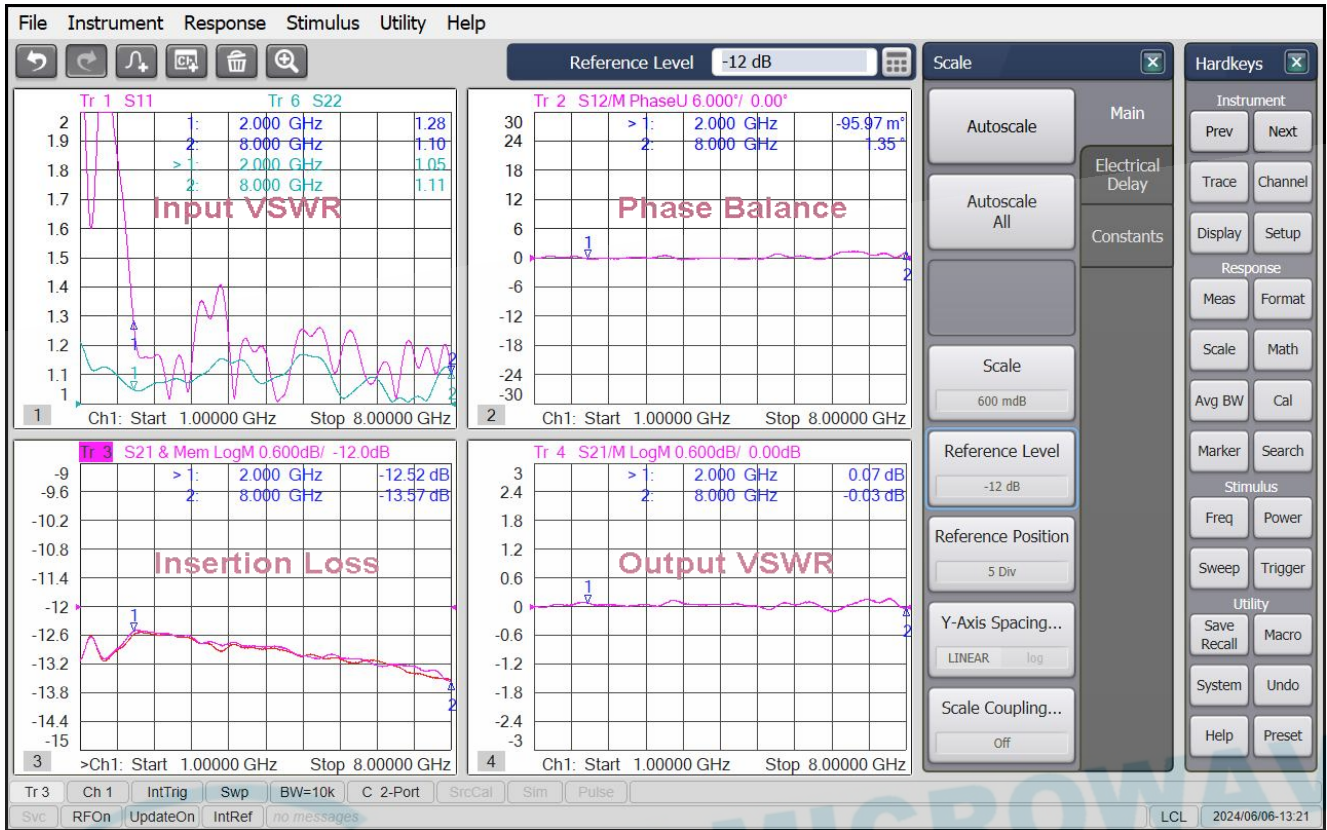 File Instrument Response Stimulus Utility Help
Reference Level -12 dB
Tr 1 S11 Tr 6 S22
1: 2.000 GHz 1.28
2: 8.000 GHz 1.10
> 1: 2.000 GHz 1.05
2: 8.000 GHz 1.11
Input VSWR
2
1.9
1.8
1.7
1.6
1.5
1.4
1.3
1.2
1.1
1
1
1
2
2
1 Ch1: Start 1.00000 GHz Stop 8.00000 GHz
Tr 2 S12/M PhaseU 6.000°/ 0.00°
> 1: 2.000 GHz -95.97 m°
2: 8.000 GHz 1.35 °
Phase Balance
30
24
18
12
6
0
-6
-12
-18
-24
-30
1
2
2 Ch1: Start 1.00000 GHz Stop 8.00000 GHz
Tr 3 S21 & Mem LogM 0.600dB/ -12.0dB
> 1: 2.000 GHz -12.52 dB
2: 8.000 GHz -13.57 dB
Insertion Loss
-9
-9.6
-10.2
-10.8
-11.4
-12
-12.6
-13.2
-13.8
-14.4
-15
1
2
3 >Ch1: Start 1.00000 GHz Stop 8.00000 GHz
Tr 4 S21/M LogM 0.600dB/ 0.00dB
> 1: 2.000 GHz 0.07 dB
2: 8.000 GHz -0.03 dB
Output VSWR
3
2.4
1.8
1.2
0.6
0
-0.6
-1.2
-1.8
-2.4
-3
1
2
4 Ch1: Start 1.00000 GHz Stop 8.00000 GHz
Scale
Autoscale
Autoscale
All
Scale
600 mdB
Reference Level
-12 dB
Reference Position
5 Div
Y-Axis Spacing...
LINEAR log
Scale Coupling...
Off
Main
Electrical
Delay
Constants
Hardkeys
Instrument
Prev Next
Trace Channel
Display Setup
Response
Meas Format
Scale Math
Avg BW Cal
Marker Search
Stimulus
Freq Power
Sweep Trigger
Utility
Save
Recall Macro
System Undo
Help Preset
Tr 3 Ch 1 IntTrig Swp BW=10k C 2-Port SrcCal Sim Pulse
Svc RFOn UpdateOn IntRef no messages LCL 2024/06/06-13:21